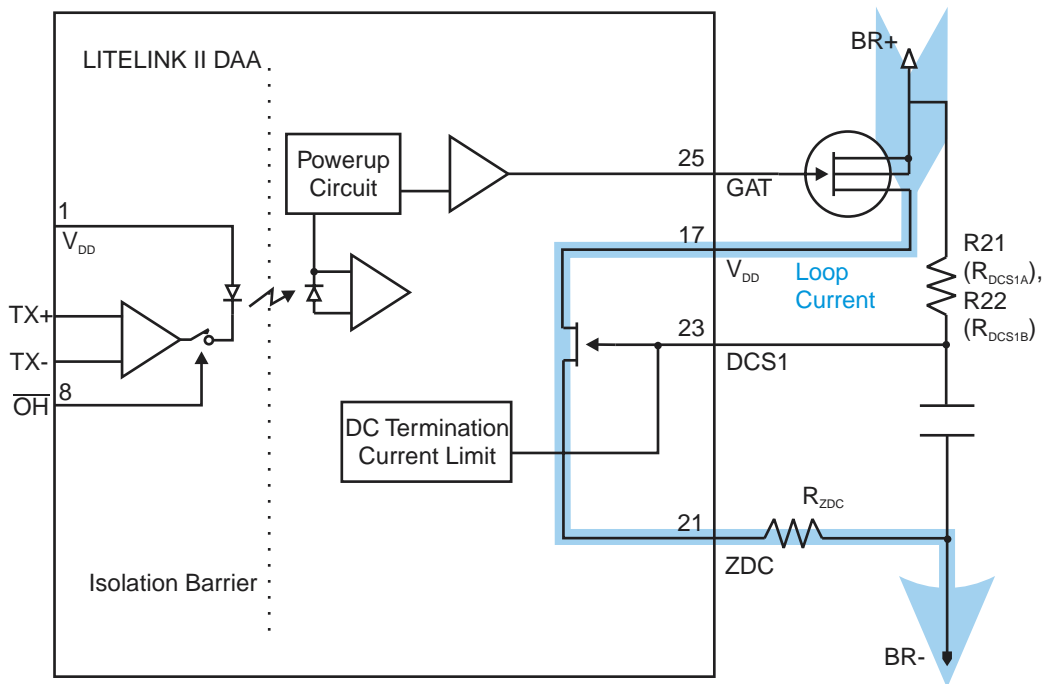 LITELINK II DAA
BR+
Powerup
Circuit
25
GAT
1
VDD
17
VDD
Loop
Current
R21
(RDCS1A),
R22
(RDCS1B)
TX+
TX-
23
DCS1
8
OH
DC Termination
Current Limit
RZDC
21
ZDC
Isolation Barrier
BR-